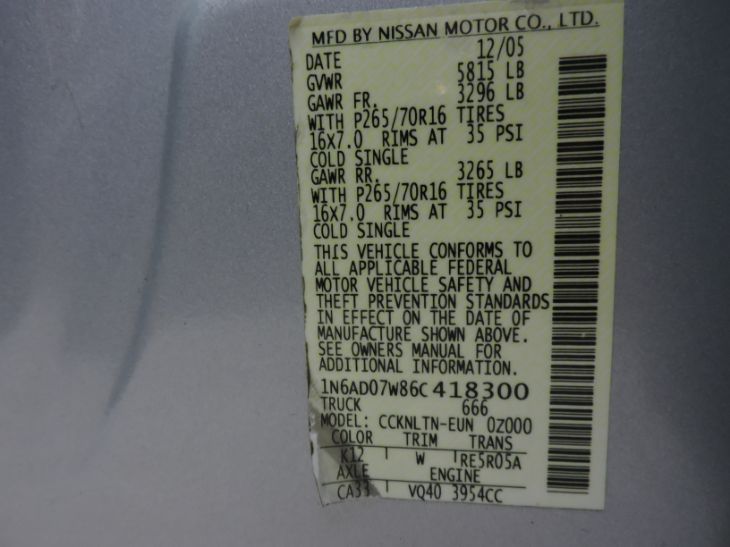 MFD BY NISSAN MOTOR CO., LTD.
DATE 12/05
GVWR 5815 LB
GAWR FR. 3296 LB
WITH P265/70R16 TIRES
16X7.0 RIMS AT 35 PSI
COLD SINGLE
GAWR RR. 3265 LB
WITH P265/70R16 TIRES
16X7.0 RIMS AT 35 PSI
COLD SINGLE
THIS VEHICLE CONFORMS TO
ALL APPLICABLE FEDERAL
MOTOR VEHICLE SAFETY AND
THEFT PREVENTION STANDARDS
IN EFFECT ON THE DATE OF
MANUFACTURE SHOWN ABOVE.
SEE OWNERS MANUAL FOR
ADDITIONAL INFORMATION.
1N6AD07W86C418300
TRUCK 666
MODEL: CCKNLTN-EUN 0Z000
COLOR TRIM TRANS
K12 W RE5R05A
AXLE ENGINE
CA33 VQ40 3954CC